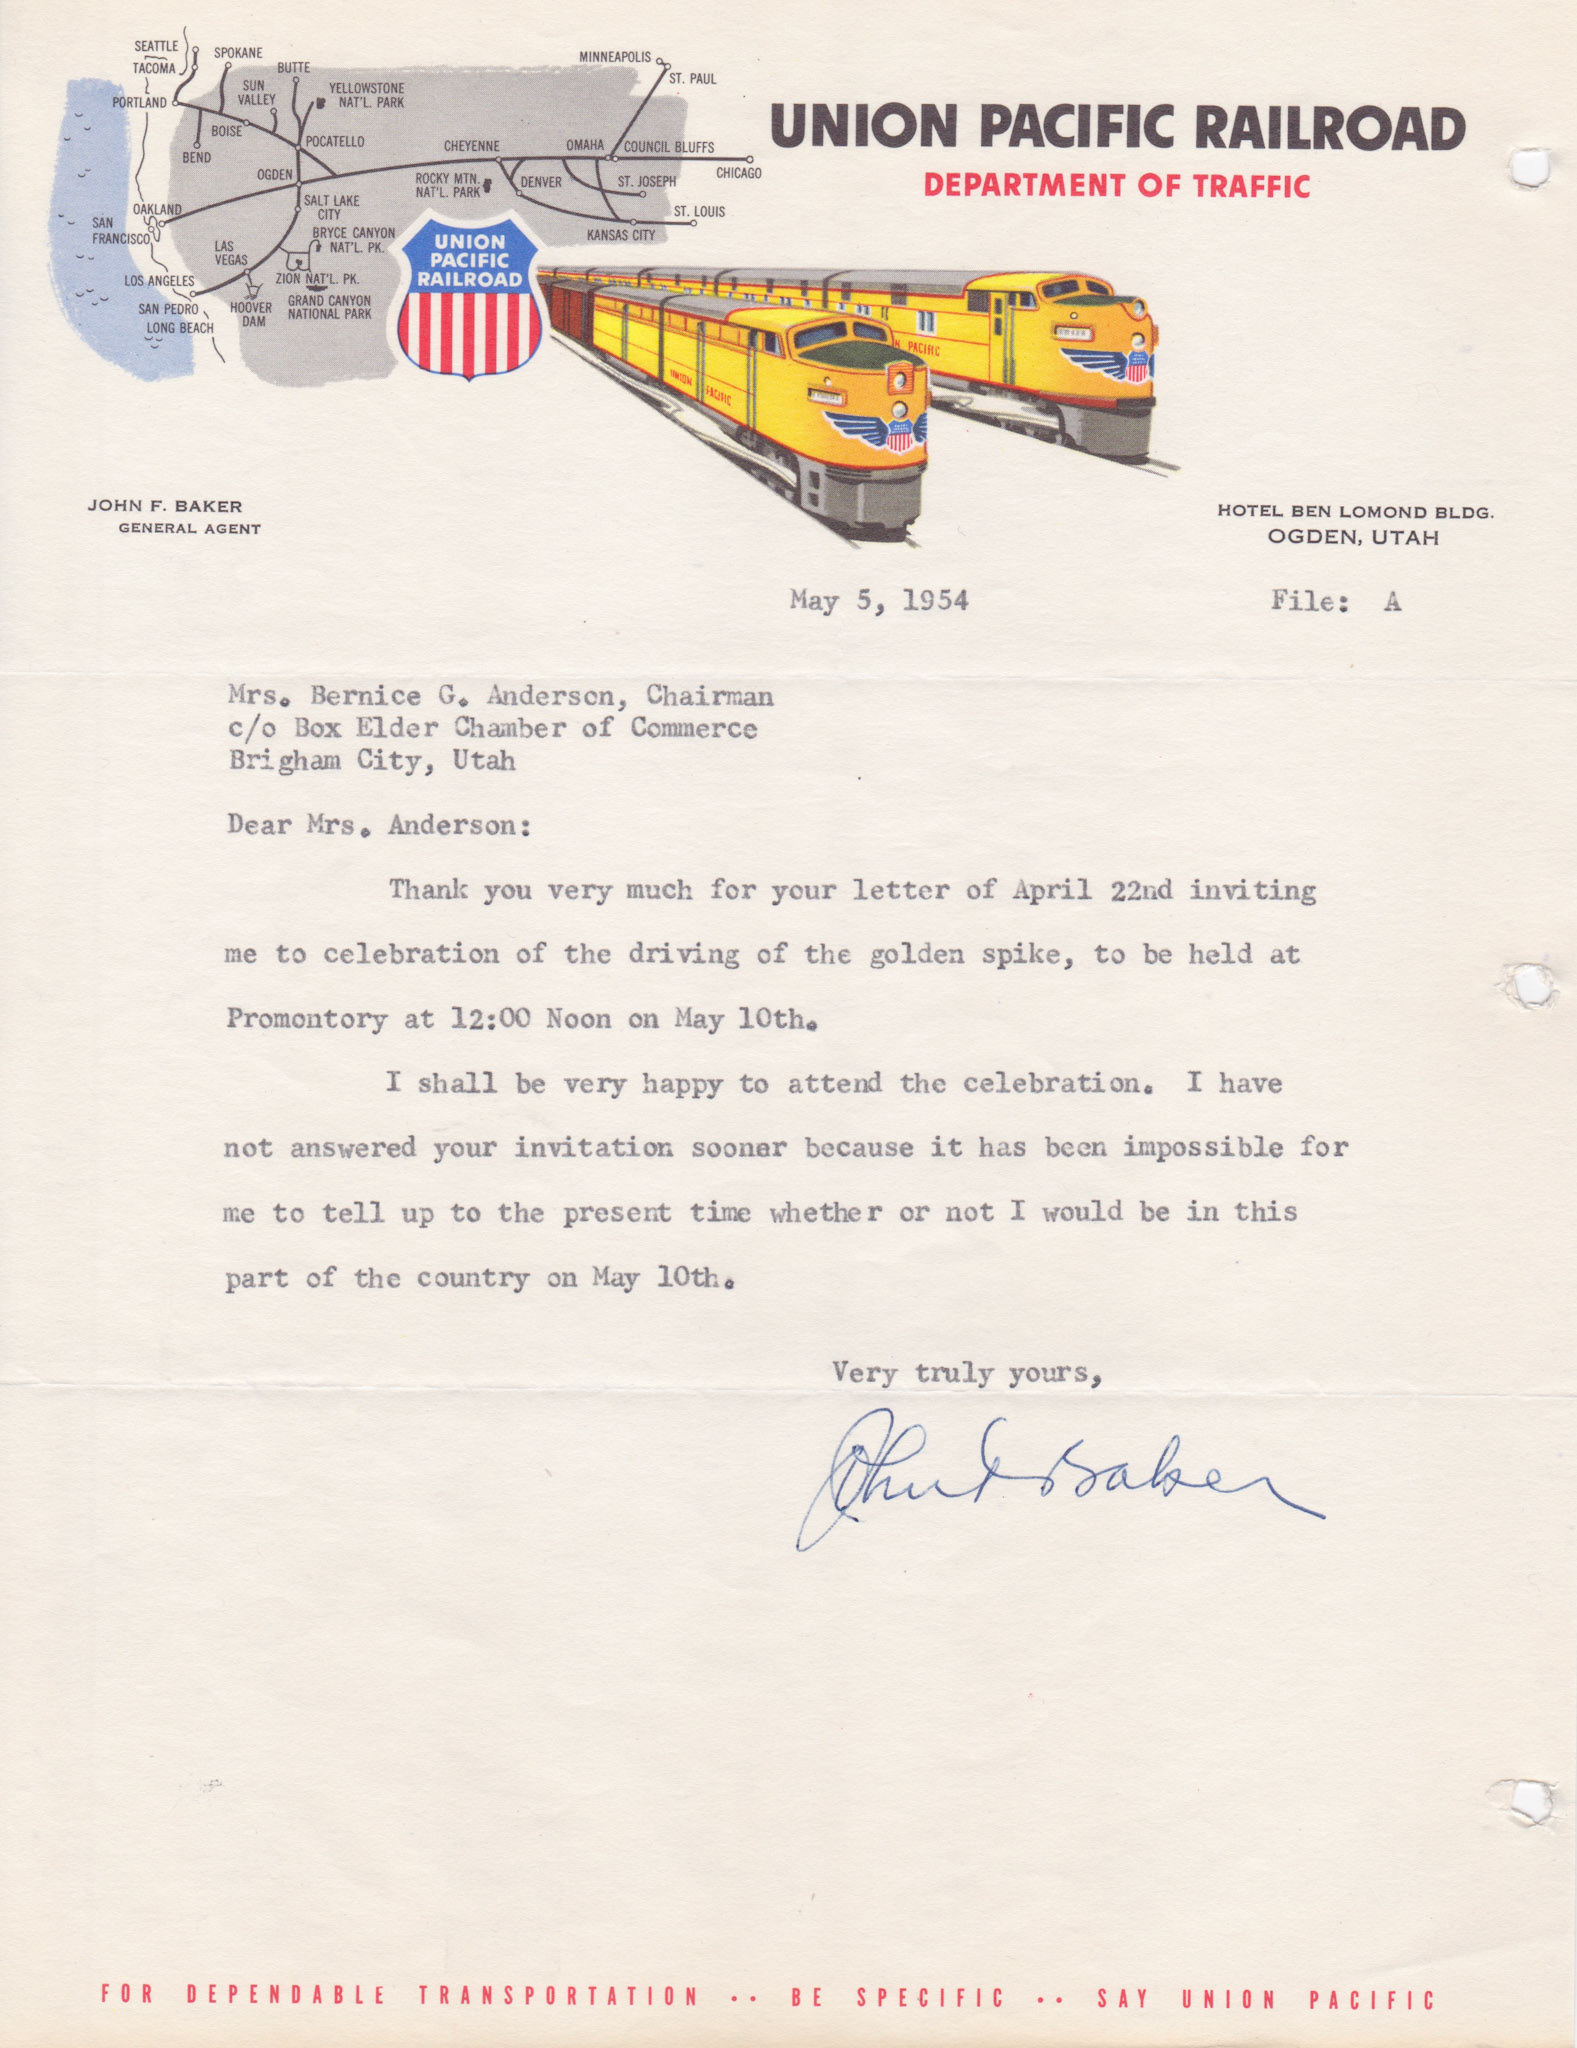 SEATTLE
TACOMA
SPOKANE
BUTTE
PORTLAND
SUN VALLEY
YELLOWSTONE NAT'L. PARK
BOISE
BEND
POCATELLO
MINNEAPOLIS
ST. PAUL
CHEYENNE
OMAHA
COUNCIL BLUFFS
CHICAGO
OGDEN
ROCKY MTN. NAT'L. PARK
DENVER
ST. JOSEPH
SALT LAKE CITY
OAKLAND
SAN FRANCISCO
ST. LOUIS
KANSAS CITY
LAS VEGAS
BRYCE CANYON NAT'L. PK.
LOS ANGELES
ZION NAT'L. PK.
SAN PEDRO
LONG BEACH
HOOVER DAM
GRAND CANYON NATIONAL PARK
UNION PACIFIC RAILROAD
DEPARTMENT OF TRAFFIC
UNION
PACIFIC
RAILROAD
UNION PACIFIC
N PACIFIC
JOHN F. BAKER
GENERAL AGENT
HOTEL BEN LOMOND BLDG.
OGDEN, UTAH
May 5, 1954 File: A
Mrs. Bernice G. Anderson, Chairman
c/o Box Elder Chamber of Commerce
Brigham City, Utah
Dear Mrs. Anderson:
Thank you very much for your letter of April 22nd inviting
me to celebration of the driving of the golden spike, to be held at
Promontory at 12:00 Noon on May 10th.
I shall be very happy to attend the celebration. I have
not answered your invitation sooner because it has been impossible for
me to tell up to the present time whether or not I would be in this
part of the country on May 10th.
Very truly yours,
John F Baker
FOR DEPENDABLE TRANSPORTATION ·· BE SPECIFIC ·· SAY UNION PACIFIC